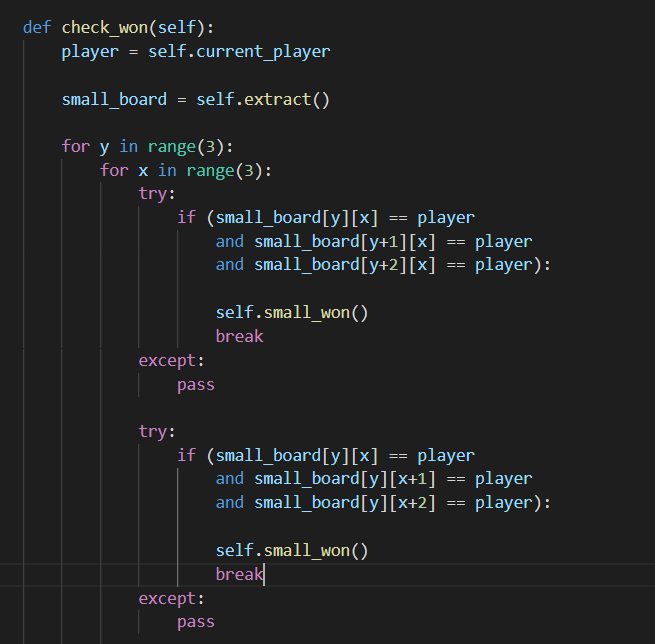 def check_won(self):
    player = self.current_player

    small_board = self.extract()

    for y in range(3):
        for x in range(3):
            try:
                if (small_board[y][x] == player
                    and small_board[y+1][x] == player
                    and small_board[y+2][x] == player):

                    self.small_won()
                    break
            except:
                pass

            try:
                if (small_board[y][x] == player
                    and small_board[y][x+1] == player
                    and small_board[y][x+2] == player):

                    self.small_won()
                    break
            except:
                pass